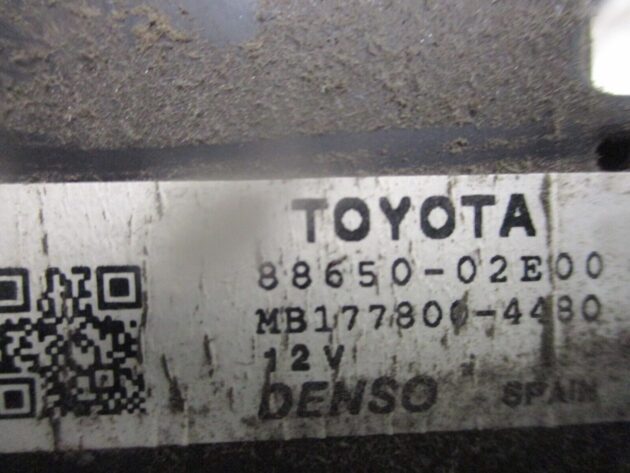 TOYOTA
88650-02E00
MB177800-4480
12V
DENSO SPAIN